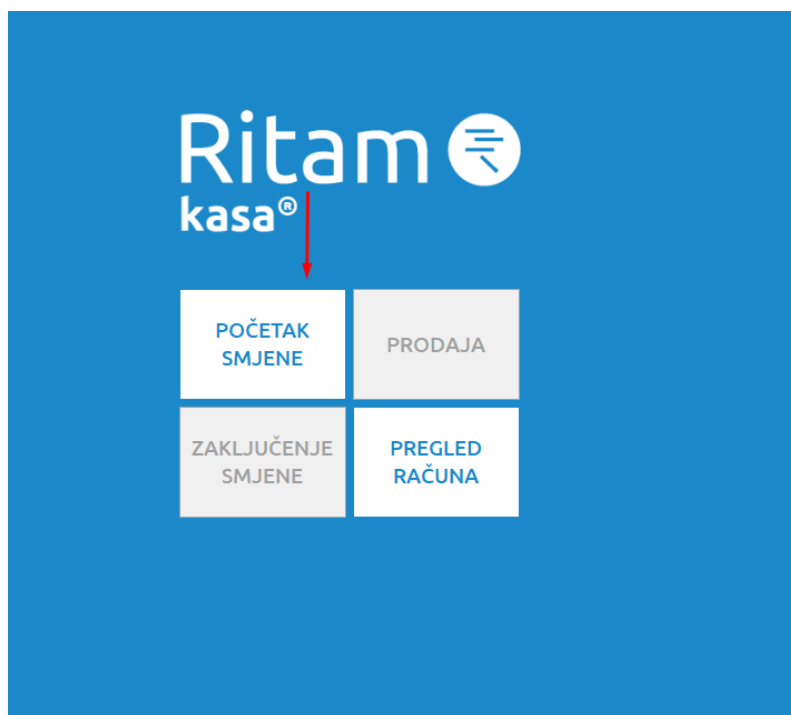 Ritam
kasa®
POČETAK
SMJENE
PRODAJA
ZAKLJUČENJE
SMJENE
PREGLED
RAČUNA